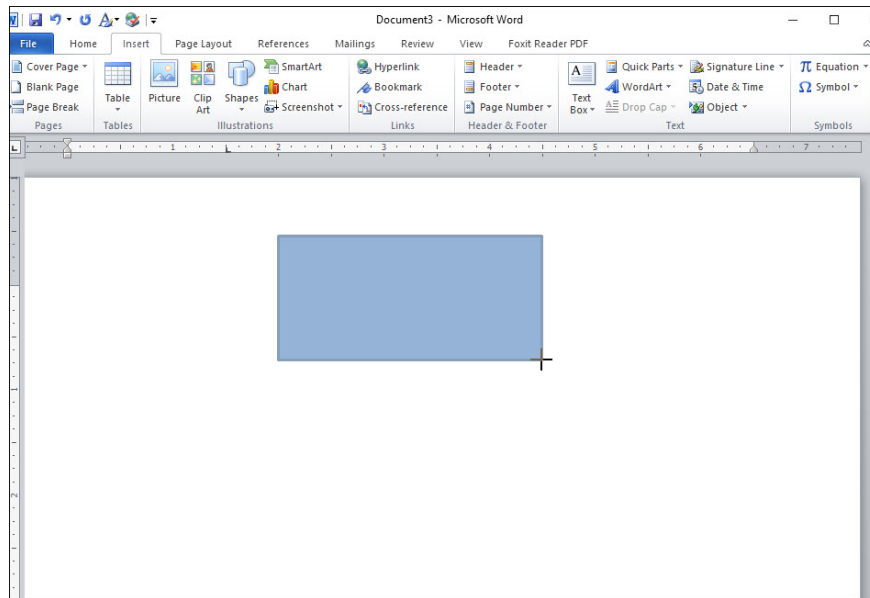 Document3 - Microsoft Word
File Home Insert Page Layout References Mailings Review View Foxit Reader PDF
Cover Page
Blank Page
Page Break
Pages
Table
Tables
Picture
Clip Art
Shapes
SmartArt
Chart
Screenshot
Illustrations
Hyperlink
Bookmark
Cross-reference
Links
Header
Footer
Page Number
Header & Footer
Text Box
Quick Parts
WordArt
Drop Cap
Signature Line
Date & Time
Object
Text
π Equation
Ω Symbol
Symbols
1 2 3 4 5 6 7
1
1
2